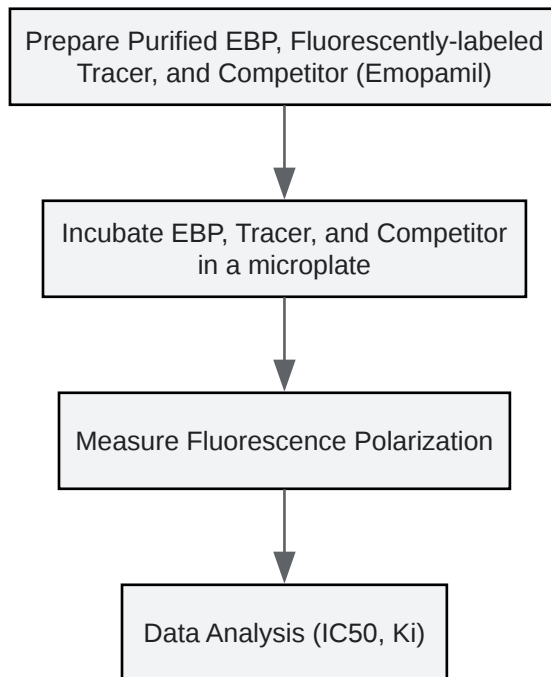 Prepare Purified EBP, Fluorescently-labeled
Tracer, and Competitor (Emopamil)
Incubate EBP, Tracer, and Competitor
in a microplate
Measure Fluorescence Polarization
Data Analysis (IC50, Ki)